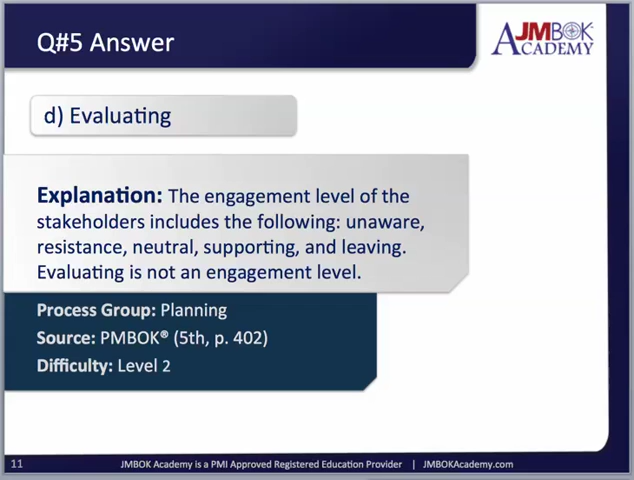 Q#5 Answer
AJMBOK
ACADEMY
d) Evaluating
Explanation: The engagement level of the
stakeholders includes the following: unaware,
resistance, neutral, supporting, and leaving.
Evaluating is not an engagement level.
Process Group: Planning
Source: PMBOK® (5th, p. 402)
Difficulty: Level 2
11
JMBOK Academy is a PMI Approved Registered Education Provider | JMBOKAcademy.com